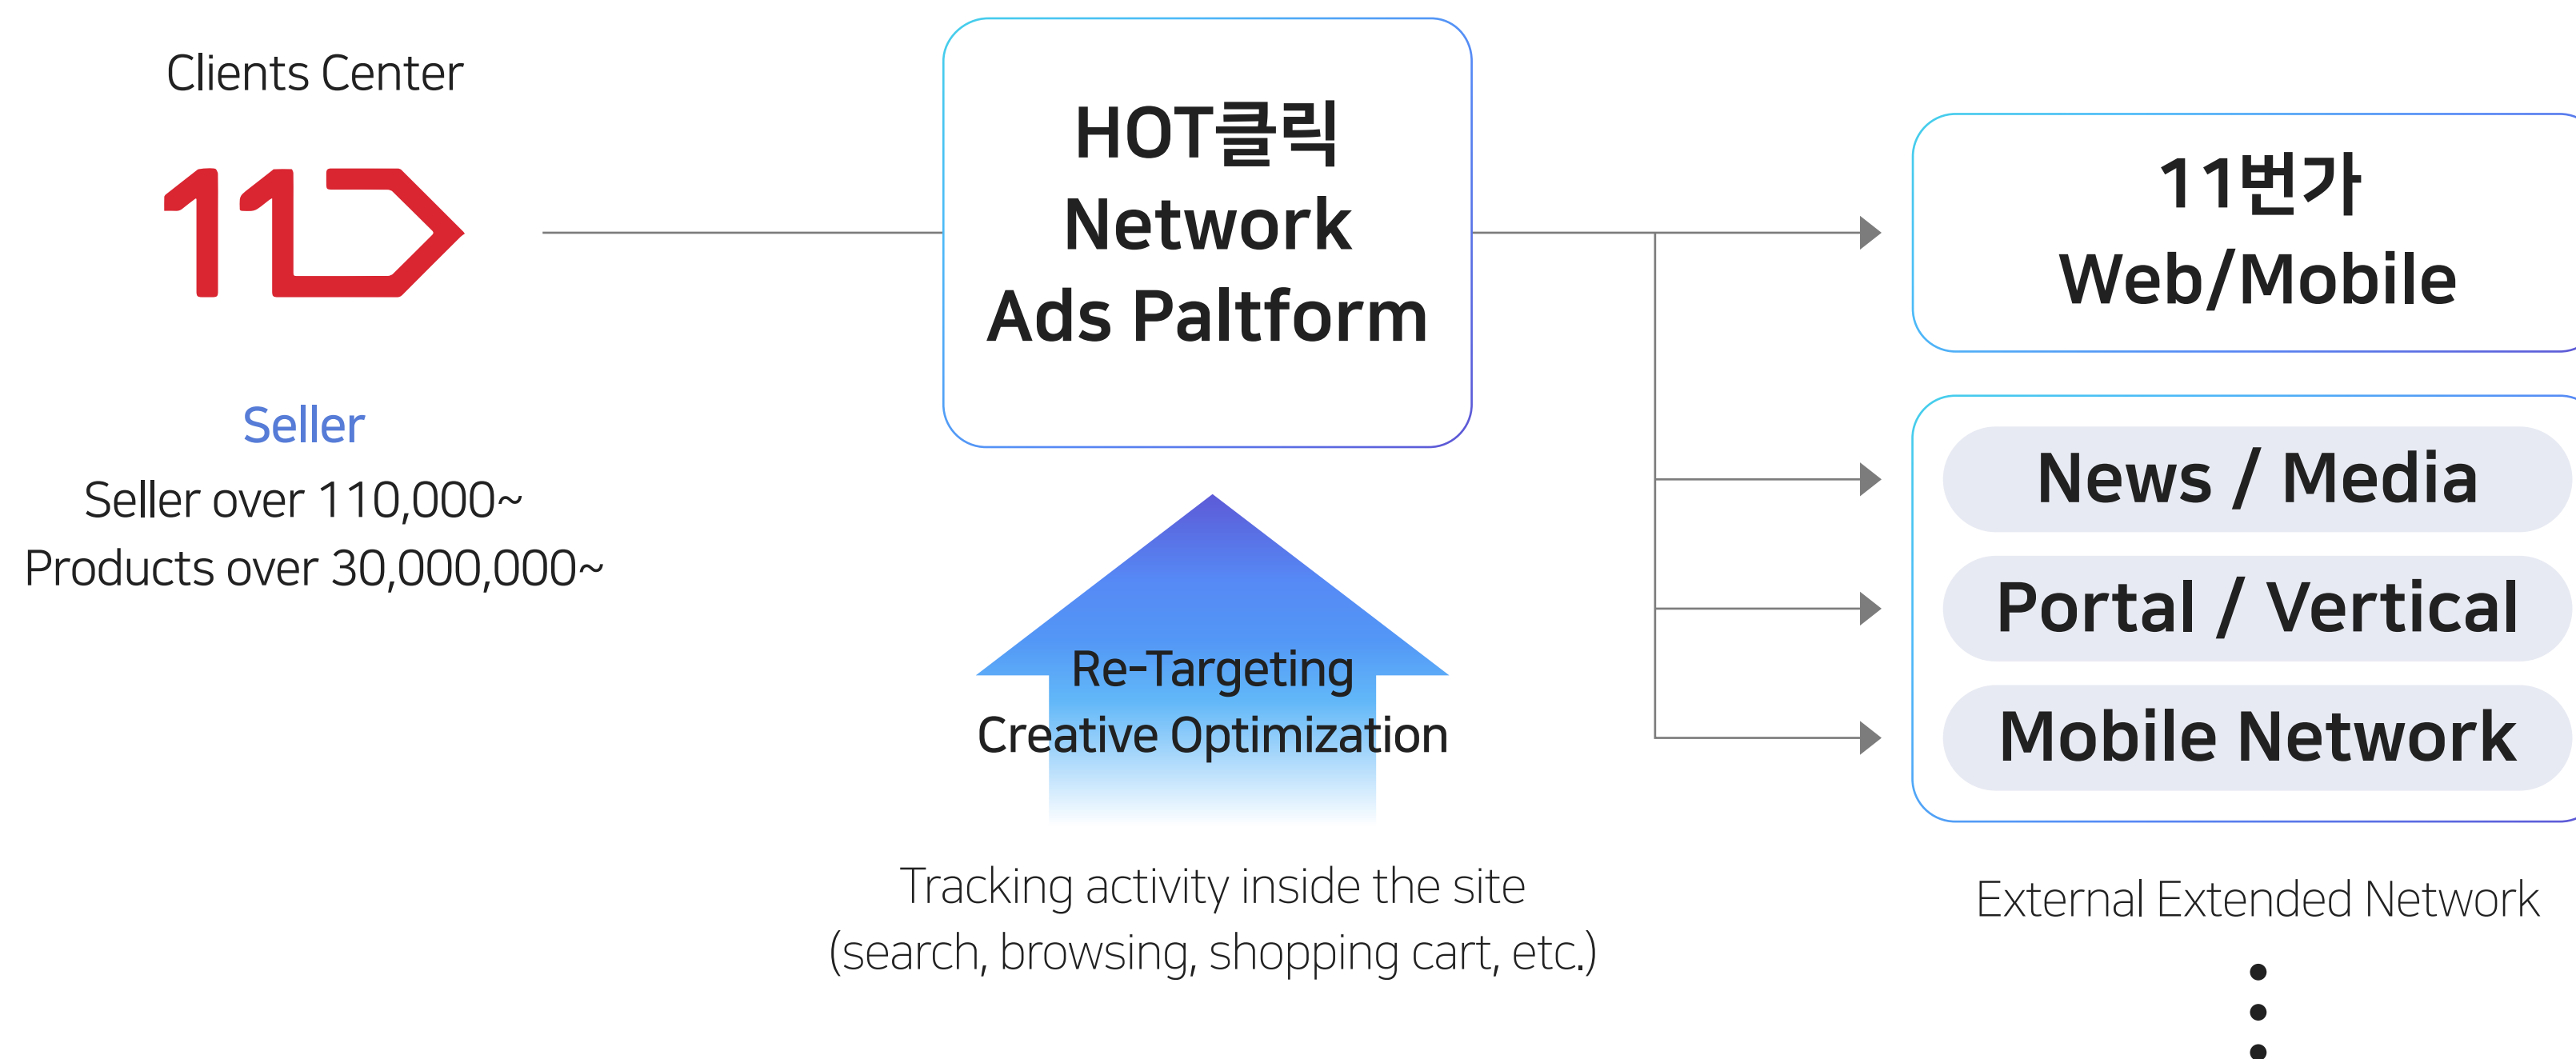 Clients Center
11
Seller
Seller over 110,000~
Products over 30,000,000~
HOT클릭
Network
Ads Paltform
Re-Targeting
Creative Optimization
Tracking activity inside the site
(search, browsing, shopping cart, etc.)
11번가
Web/Mobile
News / Media
Portal / Vertical
Mobile Network
External Extended Network